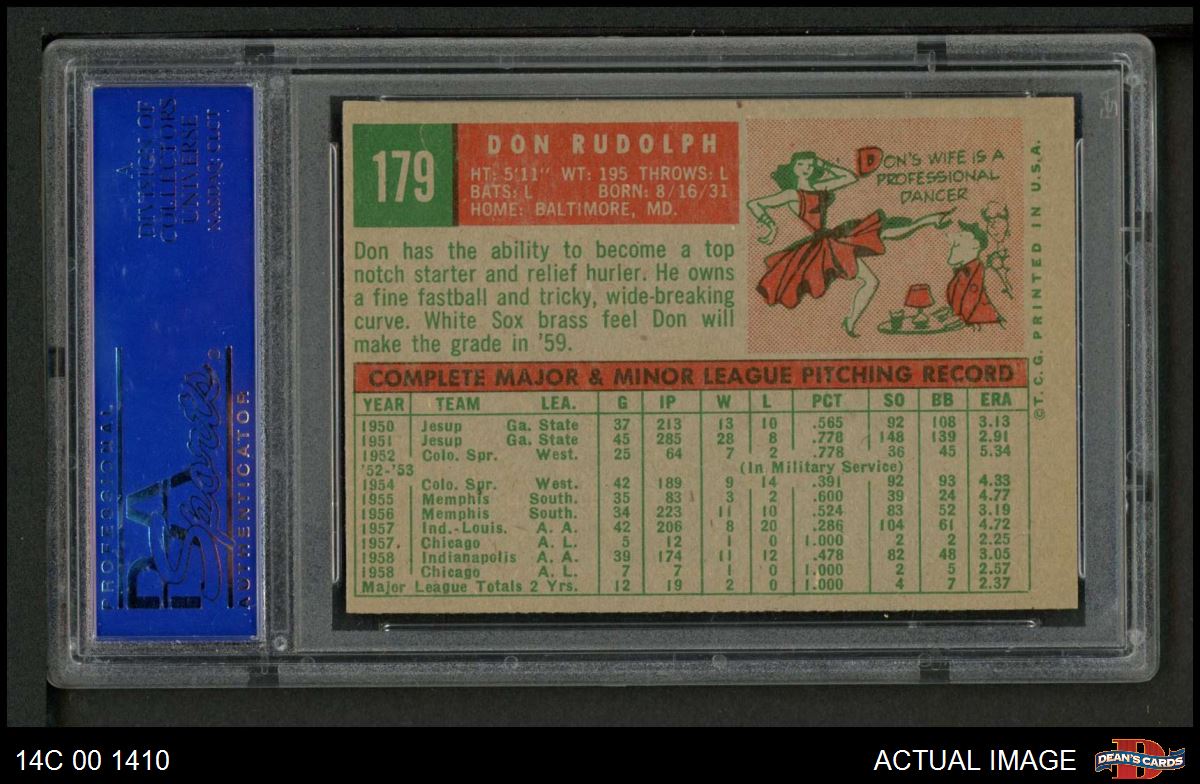 A
DIVISION OF
COLLECTORS
UNIVERSE
NASDAQ: CLCT
PROFESSIONAL
PSA
Sports
AUTHENTICATOR
179
DON RUDOLPH
HT: 5'11" WT: 195 THROWS: L
BATS: L BORN: 8/16/31
HOME: BALTIMORE, MD.
DON'S WIFE IS A
PROFESSIONAL
DANCER
Don has the ability to become a top
notch starter and relief hurler. He owns
a fine fastball and tricky, wide-breaking
curve. White Sox brass feel Don will
make the grade in '59.
COMPLETE MAJOR & MINOR LEAGUE PITCHING RECORD
YEAR TEAM LEA. G IP W L PCT SO BB ERA
1950 Jesup Ga. State 37 213 13 10 .565 92 108 3.13
1951 Jesup Ga. State 45 285 28 8 .778 148 139 2.91
1952 Colo. Spr. West. 25 64 7 2 .778 36 45 5.34
'52-'53 (In Military Service)
1954 Colo. Spr. West. 42 189 9 14 .391 92 93 4.33
1955 Memphis South. 35 83 3 2 .600 39 24 4.77
1956 Memphis South. 34 223 11 10 .524 83 52 3.19
1957 Ind.-Louis. A. A. 42 206 8 20 .286 104 61 4.72
1957. Chicago A. L. 5 12 1 0 1.000 2 2 2.25
1958 Indianapolis A. A. 39 174 11 12 .478 82 48 3.05
1958 Chicago A. L. 7 7 1 0 1.000 2 5 2.57
Major League Totals 2 Yrs. 12 19 2 0 1.000 4 7 2.37
©T. C. G. PRINTED IN U.S.A.
14C 00 1410
ACTUAL IMAGE
D
DEAN'S CARDS